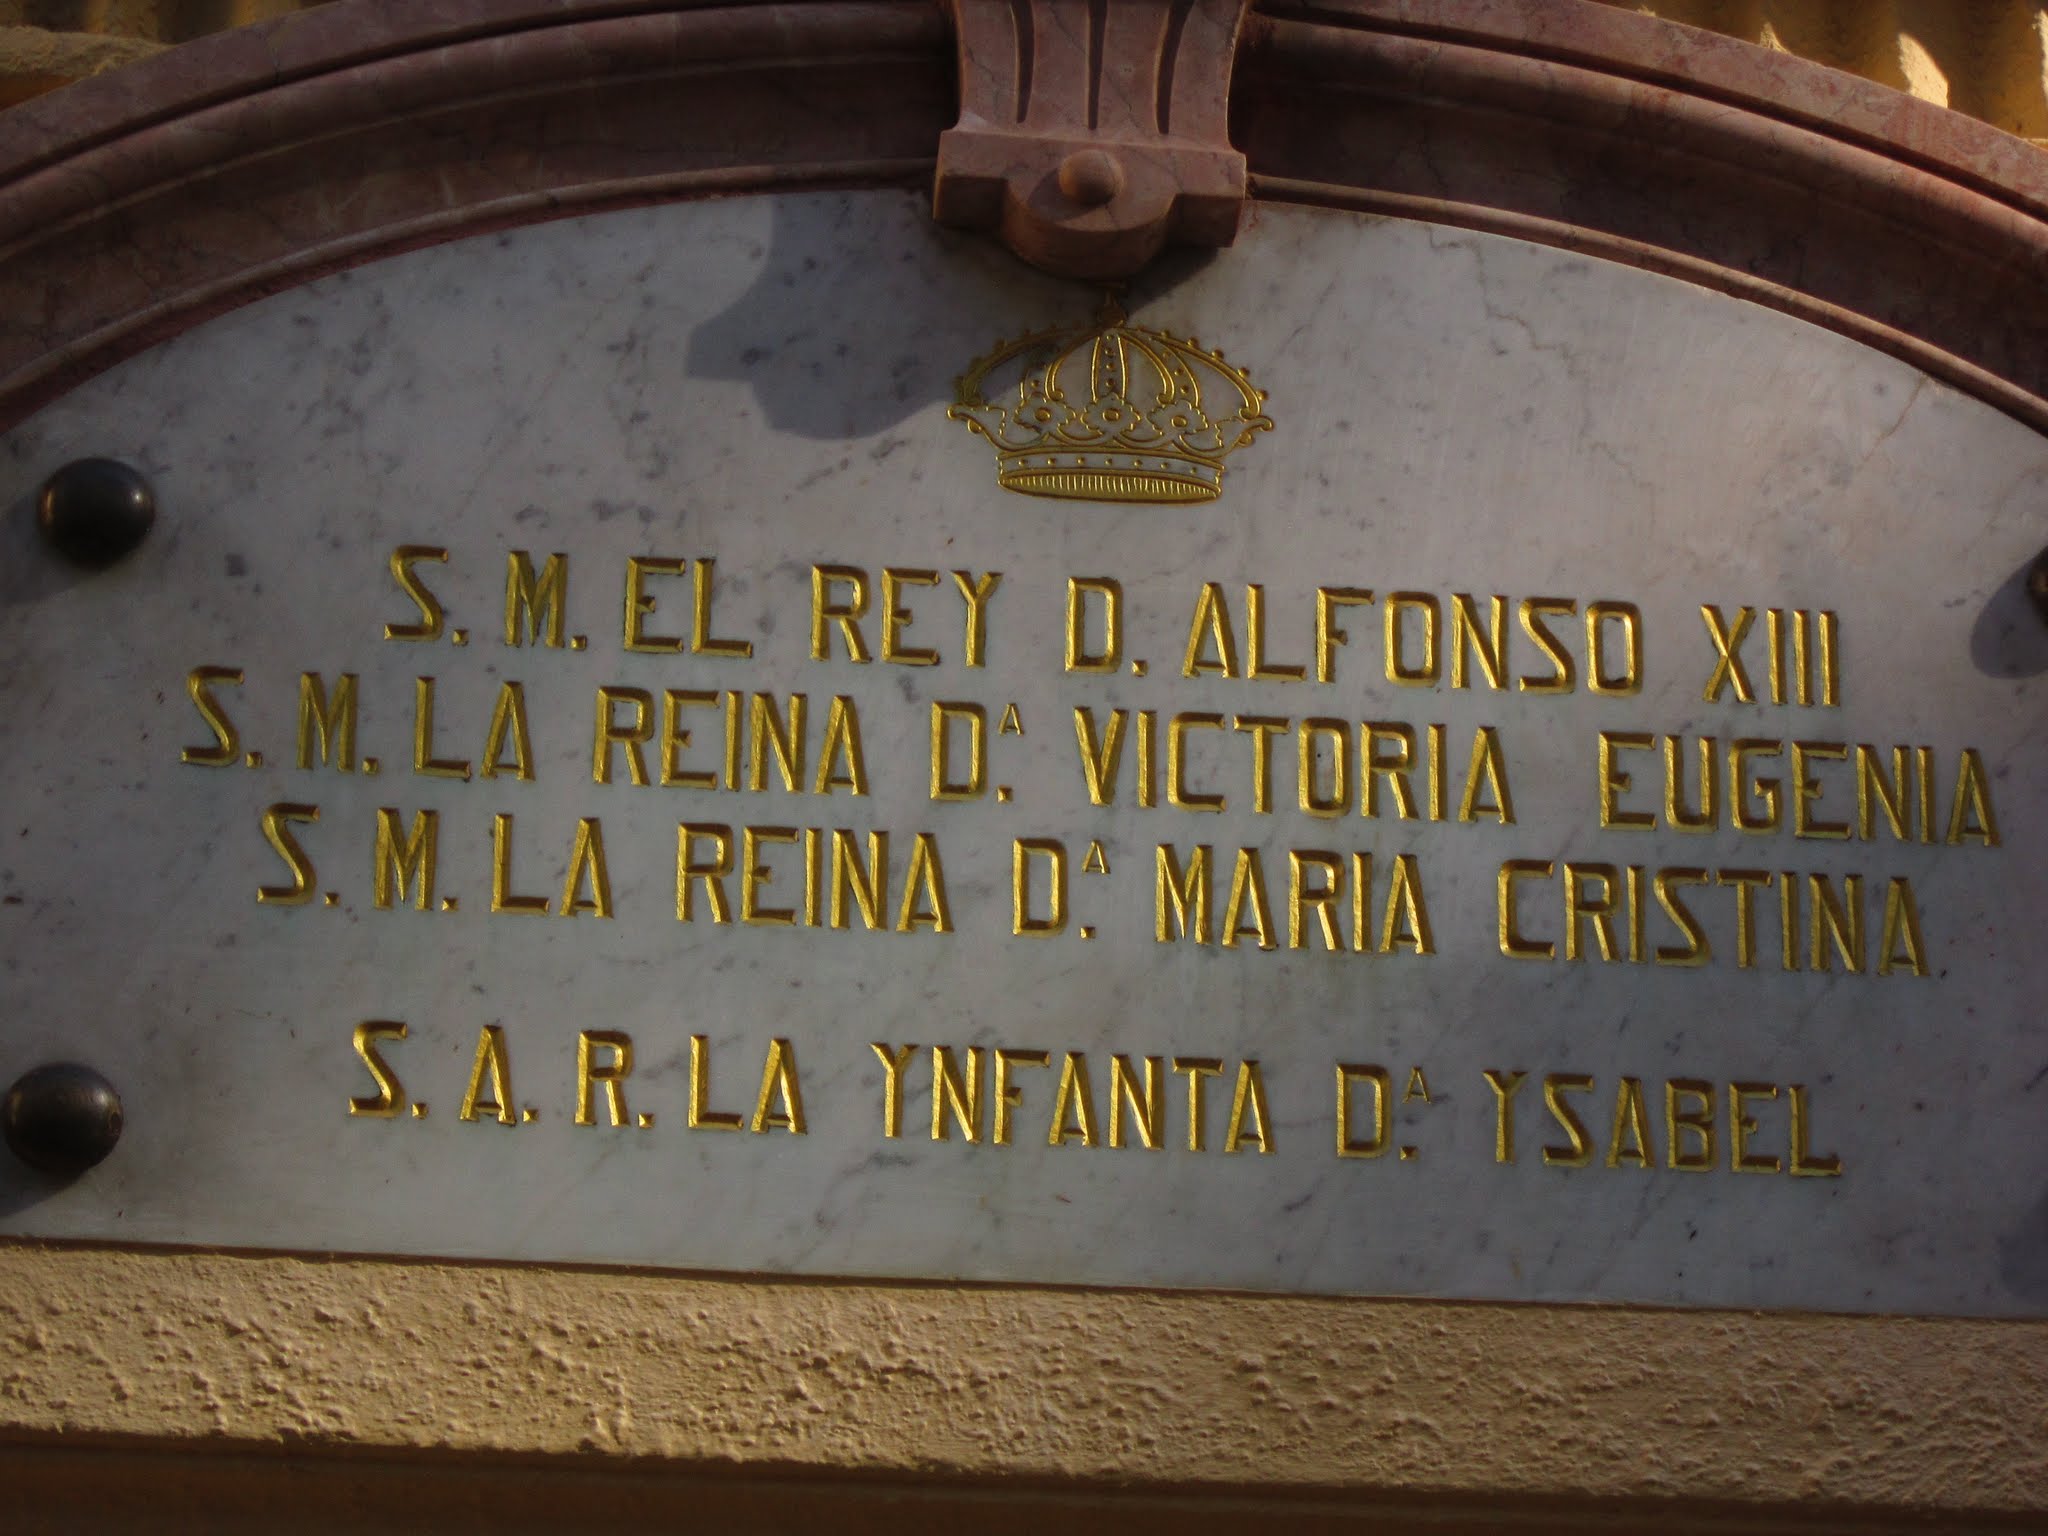 S. M. EL REY D. ALFONSO XIII
S. M. LA REINA Dᴬ. VICTORIA EUGENIA
S. M. LA REINA Dᴬ. MARIA CRISTINA
S. A. R. LA YNFANTA Dᴬ. YSABEL